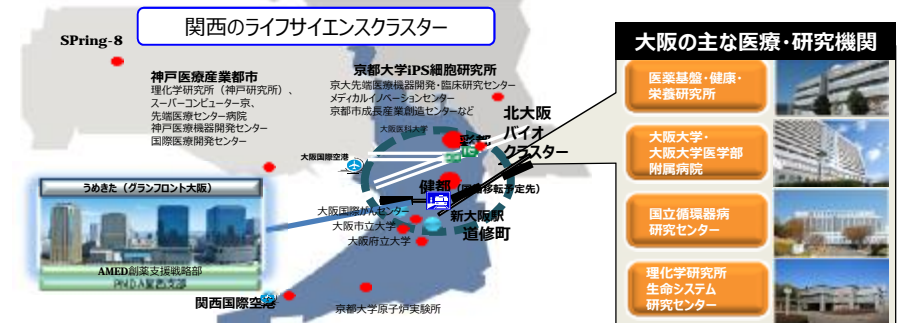 関西のライフサイエンスクラスター
SPring-8
神戸医療産業都市
理化学研究所（神戸研究所）、
スーパーコンピューター京、
先端医療センター病院
神戸医療機器開発センター
国際医療開発センター
京都大学iPS細胞研究所
京大先端医療機器開発・臨床研究センター
メディカルイノベーションセンター
京都市成長産業創造センターなど
大阪医科大学
北大阪
バイオ
クラスター
彩都
大阪国際空港
健都
大阪国際がんセンター
大阪市立大学
大阪府立大学
新大阪駅
道修町
うめきた（グランフロント大阪）
AMED創薬支援戦略部
PMDA関西支部
関西国際空港
京都大学原子炉実験所
大阪の主な医療・研究機関
医薬基盤・健康・
栄養研究所
大阪大学・
大阪大学医学部
附属病院
国立循環器病
研究センター
理化学研究所
生命システム
研究センター